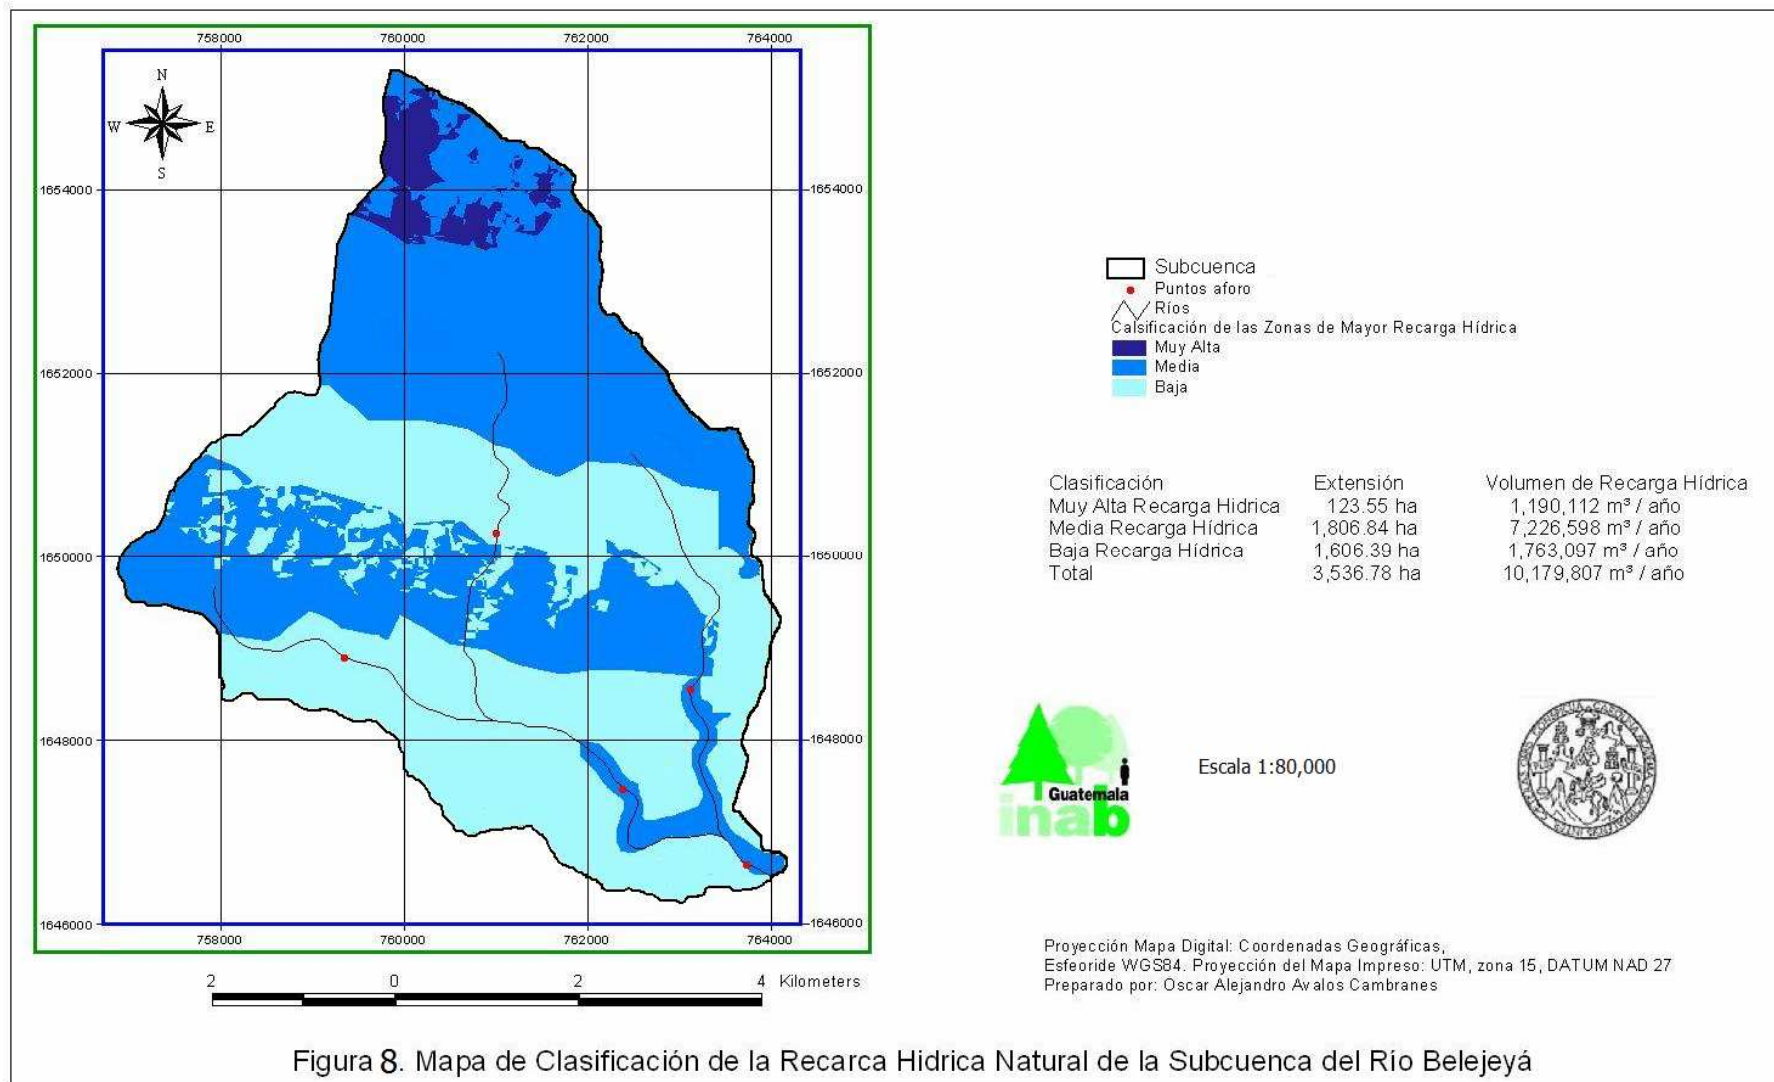 758000 760000 762000 764000
N
W E
S
1654000 1654000
1652000 1652000
1650000 1650000
1648000 1648000
1646000 1646000
758000 760000 762000 764000
2 0 2 4 Kilometers
Subcuenca
Puntos aforo
Ríos
Calsificación de las Zonas de Mayor Recarga Hídrica
Muy Alta
Media
Baja
Clasificación Extensión Volumen de Recarga Hídrica
Muy Alta Recarga Hidrica 123.55 ha 1,190,112 m³ / año
Media Recarga Hídrica 1,806.84 ha 7,226,598 m³ / año
Baja Recarga Hídrica 1,606.39 ha 1,763,097 m³ / año
Total 3,536.78 ha 10,179,807 m³ / año
Guatemala
inab
Escala 1:80,000
Proyección Mapa Digital: Coordenadas Geográficas,
Esfeoride WGS84. Proyección del Mapa Impreso: UTM, zona 15, DATUM NAD 27
Preparado por: Oscar Alejandro Avalos Cambranes
Figura 8. Mapa de Clasificación de la Recarca Hidrica Natural de la Subcuenca del Río Belejeyá